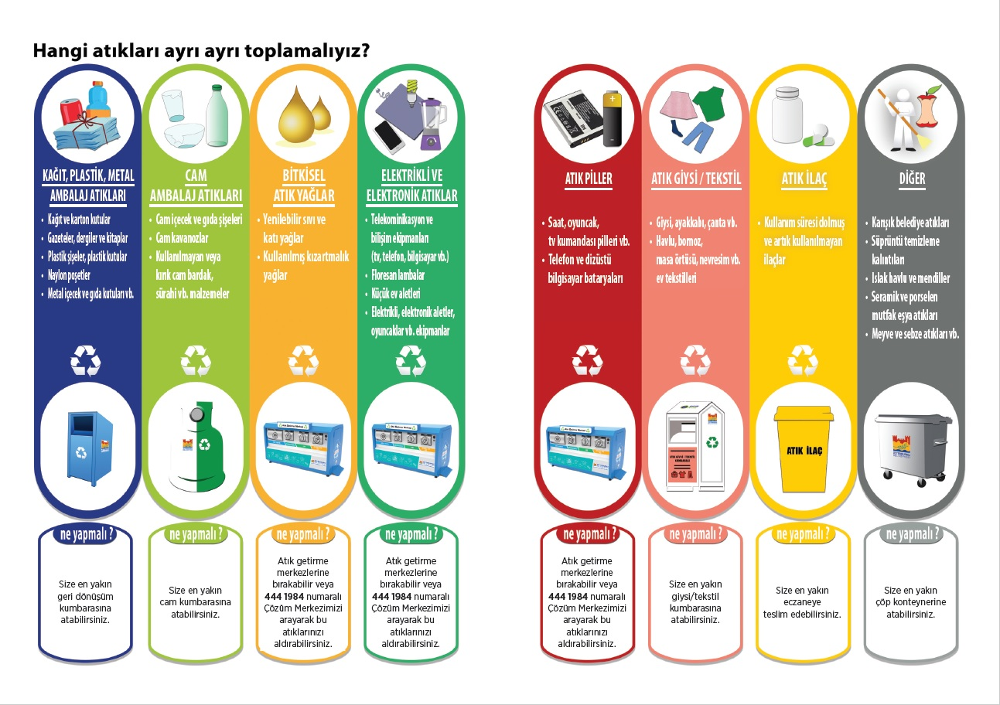 Hangi atıkları ayrı ayrı toplamalıyız?
KAĞIT, PLASTİK, METAL
AMBALAJ ATIKLARI
• Kağıt ve karton kutular
• Gazeteler, dergiler ve kitaplar
• Plastik şişeler, plastik kutular
• Naylon poşetler
• Metal içecek ve gıda kutuları vb.
ne yapmalı ?
Size en yakın
geri dönüşüm
kumbarasına
atabilirsiniz.
CAM
AMBALAJ ATIKLARI
• Cam içecek ve gıda şişeleri
• Cam kavanozlar
• Kullanılmayan veya
kırık cam bardak,
sürahi vb. malzemeler
ne yapmalı ?
Size en yakın
cam kumbarasına
atabilirsiniz.
BİTKİSEL
ATIK YAĞLAR
• Yenilebilir sıvı ve
katı yağlar
• Kullanılmış kızartmalık
yağlar
ne yapmalı ?
Atık getirme
merkezlerine
bırakabilir veya
444 1984 numaralı
Çözüm Merkezimizi
arayarak bu
atıklarınızı
aldırabilirsiniz.
ELEKTRİKLİ VE
ELEKTRONİK ATIKLAR
• Telekominikasyon ve
bilişim ekipmanları
(tv, telefon, bilgisayar vb.)
• Floresan lambalar
• Küçük ev aletleri
• Elektrikli, elektronik aletler,
oyuncaklar vb. ekipmanlar
ne yapmalı ?
Atık getirme
merkezlerine
bırakabilir veya
444 1984 numaralı
Çözüm Merkezimizi
arayarak bu
atıklarınızı
aldırabilirsiniz.
ATIK PİLLER
• Saat, oyuncak,
tv kumandası pilleri vb.
• Telefon ve dizüstü
bilgisayar bataryaları
ne yapmalı ?
Atık getirme
merkezlerine
bırakabilir veya
444 1984 numaralı
Çözüm Merkezimizi
arayarak bu
atıklarınızı
aldırabilirsiniz.
ATIK GİYSİ / TEKSTİL
• Giysi, ayakkabı, çanta vb.
• Havlu, bornoz,
masa örtüsü, nevresim vb.
ev tekstilleri
ne yapmalı ?
Size en yakın
giysi/tekstil
kumbarasına
atabilirsiniz.
ATIK İLAÇ
• Kullanım süresi dolmuş
ve artık kullanılmayan
ilaçlar
ATIK İLAÇ
ne yapmalı ?
Size en yakın
eczaneye
teslim edebilirsiniz.
DİĞER
• Karışık belediye atıkları
• Süprüntü temizleme
kalıntıları
• Islak havlu ve mendiller
• Seramik ve porselen
mutfak eşya atıkları
• Meyve ve sebze atıkları vb.
ne yapmalı ?
Size en yakın
çöp konteynerine
atabilirsiniz.